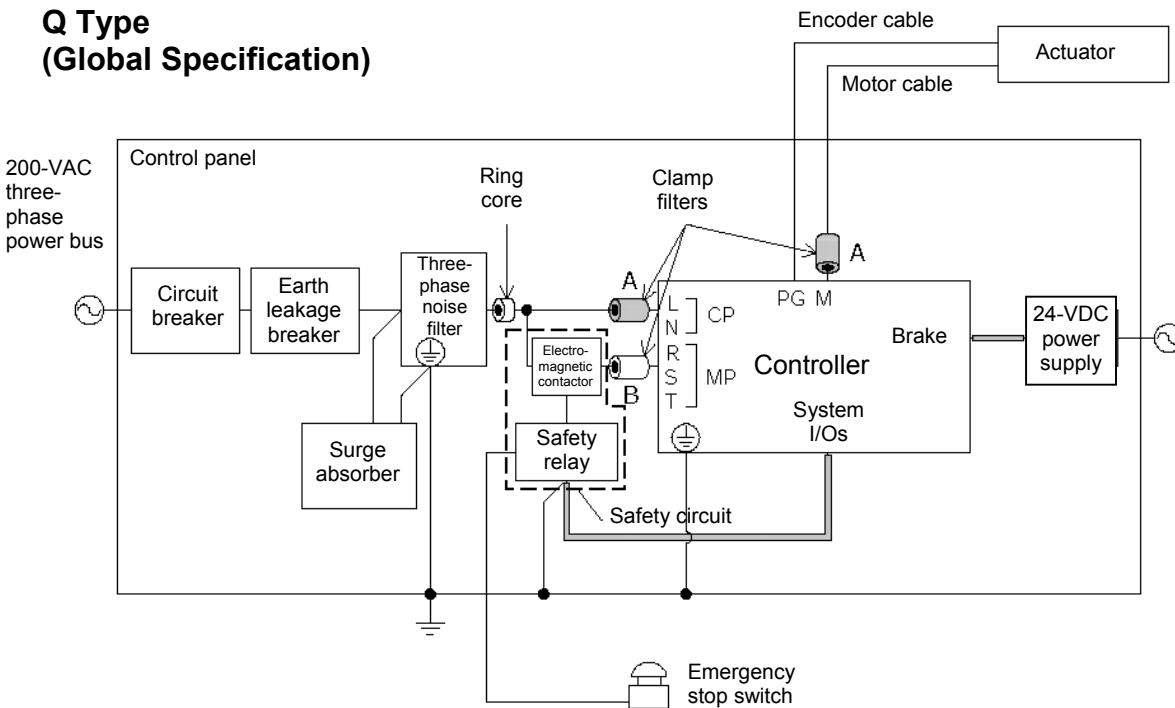 Q Type
(Global Specification)
Encoder cable
Actuator
Motor cable
200-VAC
three-
phase
power bus
Control panel
Ring
core
Clamp
filters
A
Circuit
breaker
Earth
leakage
breaker
Three-
phase
noise
filter
A
L
N
CP
PG M
Brake
24-VDC
power
supply
Electro-
magnetic
contactor
B
R
S
T
MP
Controller
System
I/Os
Surge
absorber
Safety
relay
Safety circuit
Emergency
stop switch